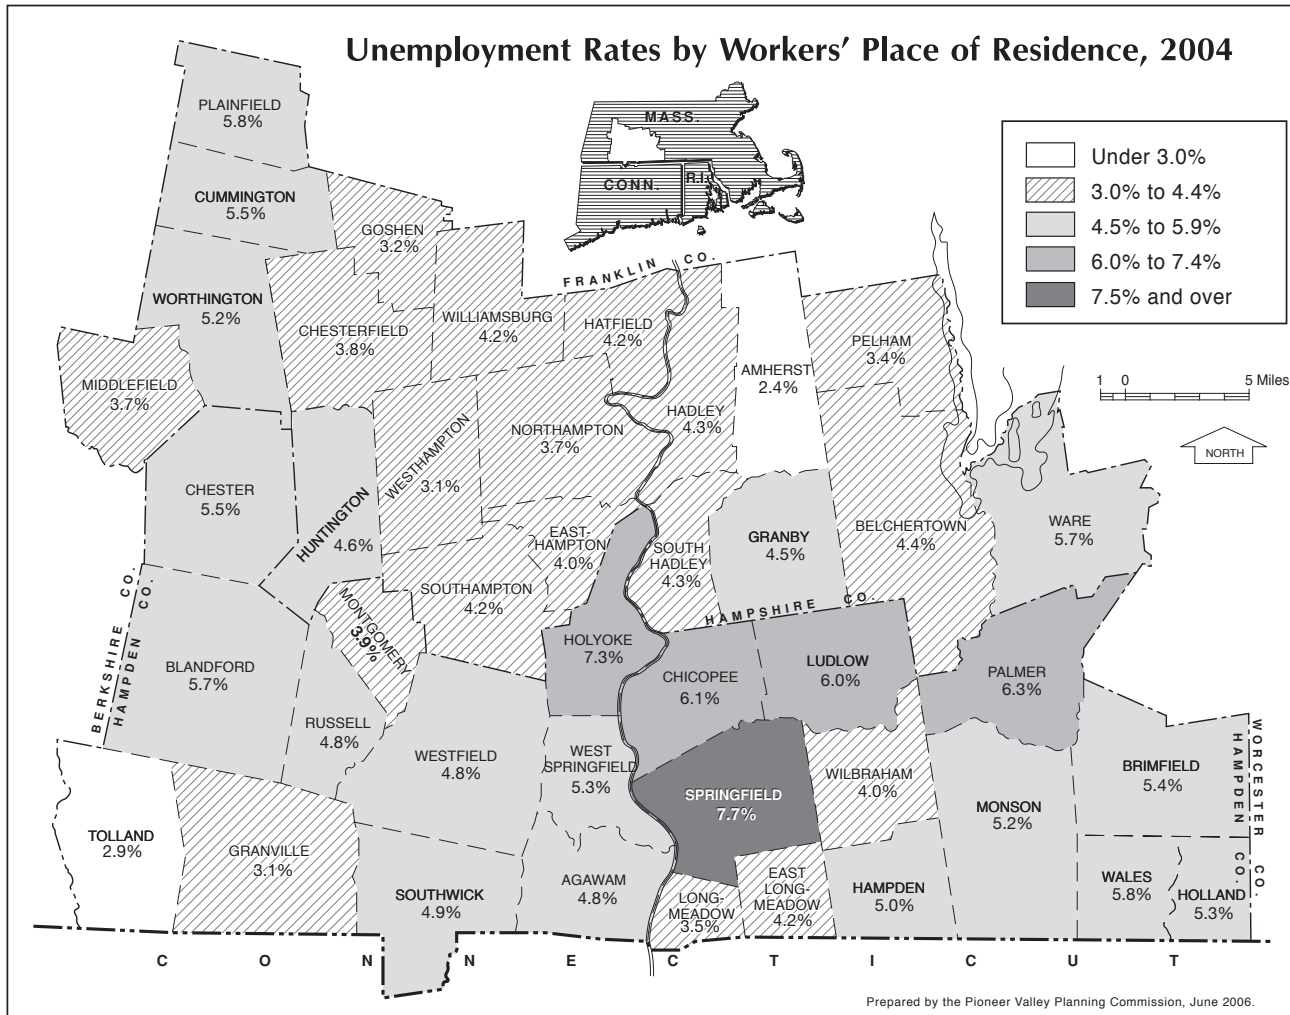 Unemployment Rates by Workers' Place of Residence, 2004
MASS.
CONN.
R.I.
Under 3.0%
3.0% to 4.4%
4.5% to 5.9%
6.0% to 7.4%
7.5% and over
1 0 5 Miles
NORTH
PLAINFIELD
5.8%
CUMMINGTON
5.5%
GOSHEN
3.2%
FRANKLIN CO.
WORTHINGTON
5.2%
CHESTERFIELD
3.8%
WILLIAMSBURG
4.2%
HATFIELD
4.2%
PELHAM
3.4%
AMHERST
2.4%
MIDDLEFIELD
3.7%
HADLEY
4.3%
NORTHAMPTON
3.7%
WESTHAMPTON
3.1%
CHESTER
5.5%
HUNTINGTON
4.6%
EAST-
HAMPTON
4.0%
SOUTH
HADLEY
4.3%
GRANBY
4.5%
BELCHERTOWN
4.4%
WARE
5.7%
SOUTHAMPTON
4.2%
MONTGOMERY
3.9%
HAMPSHIRE CO.
BERKSHIRE CO.
HAMPDEN CO.
HOLYOKE
7.3%
BLANDFORD
5.7%
CHICOPEE
6.1%
LUDLOW
6.0%
PALMER
6.3%
RUSSELL
4.8%
WESTFIELD
4.8%
WEST
SPRINGFIELD
5.3%
WILBRAHAM
4.0%
BRIMFIELD
5.4%
HAMPDEN CO.
WORCESTER CO.
SPRINGFIELD
7.7%
MONSON
5.2%
TOLLAND
2.9%
GRANVILLE
3.1%
SOUTHWICK
4.9%
AGAWAM
4.8%
LONG-
MEADOW
3.5%
EAST
LONG-
MEADOW
4.2%
HAMPDEN
5.0%
WALES
5.8%
HOLLAND
5.3%
CONNECTICUT
Prepared by the Pioneer Valley Planning Commission, June 2006.